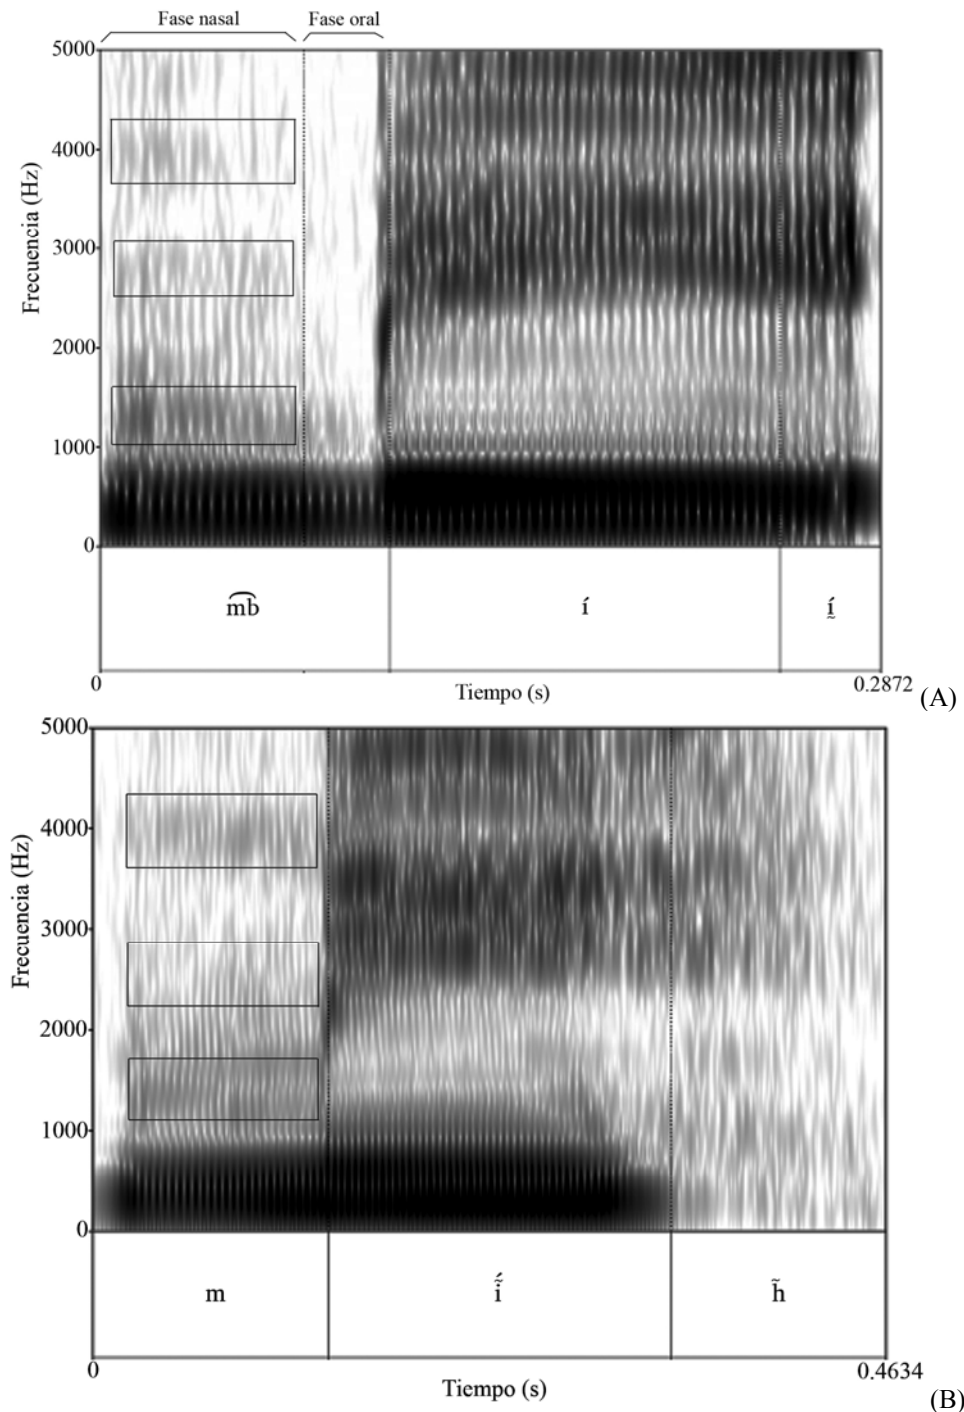 Fase nasal Fase oral
5000
4000
3000
2000
1000
0
Frecuencia (Hz)
m͡b í ḭ́
0 Tiempo (s) 0.2872 (A)
5000
4000
3000
2000
1000
0
Frecuencia (Hz)
m ĩ́ h̃
0 Tiempo (s) 0.4634
(B)